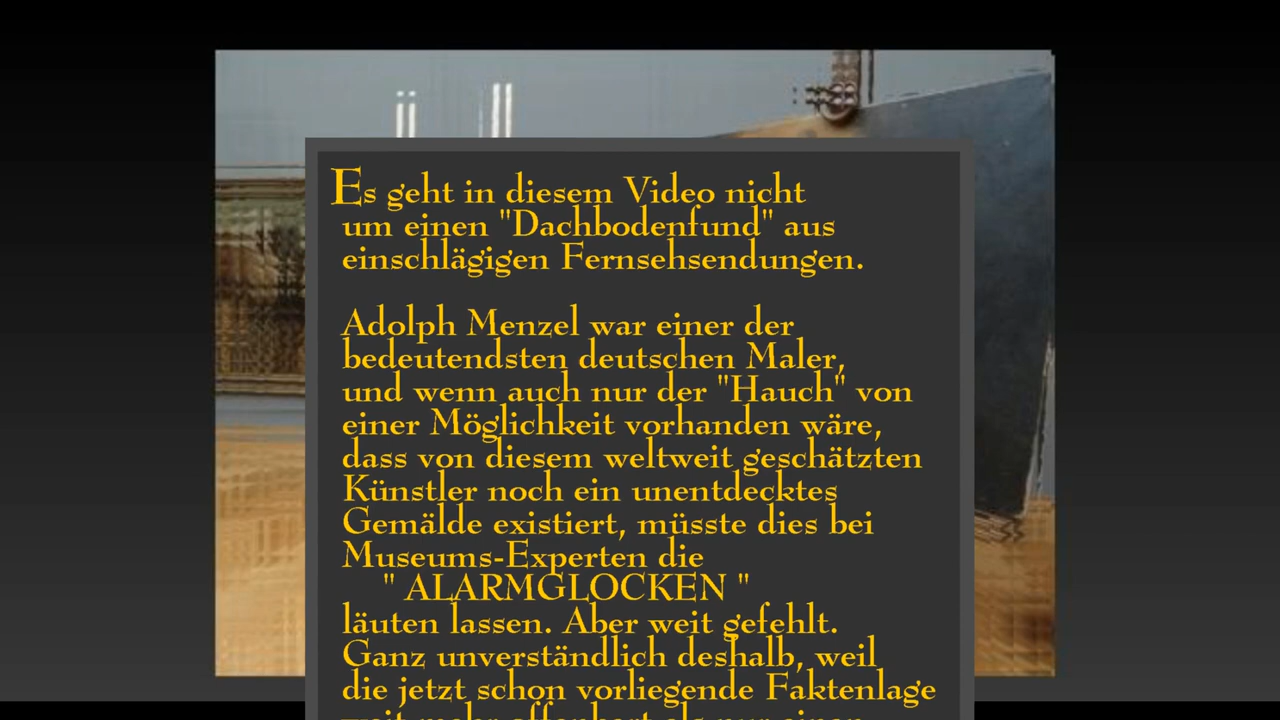 Es geht in diesem Video nicht
um einen "Dachbodenfund" aus
einschlägigen Fernsehsendungen.
Adolph Menzel war einer der
bedeutendsten deutschen Maler,
und wenn auch nur der "Hauch" von
einer Möglichkeit vorhanden wäre,
dass von diesem weltweit geschätzten
Künstler noch ein unentdecktes
Gemälde existiert, müsste dies bei
Museums-Experten die
" ALARMGLOCKEN "
läuten lassen. Aber weit gefehlt.
Ganz unverständlich deshalb, weil
die jetzt schon vorliegende Faktenlage